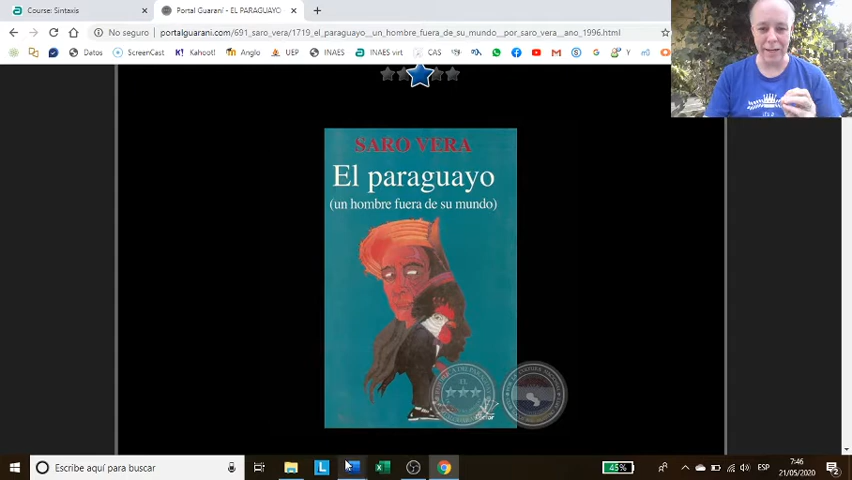 Course: Sintaxis
Portal Guaraní - EL PARAGUAYO
No seguro
portalguarani.com/691_saro_vera/1719_el_paraguayo__un_hombre_fuera_de_su_mundo__por_saro_vera__ano_1996.html
Datos
ScreenCast
Kahoot!
Anglo
UEP
INAES
INAES virt
CAS
SARO VERA
El paraguayo
(un hombre fuera de su mundo)
Escribe aquí para buscar
45%
ESP
7:46
21/05/2020